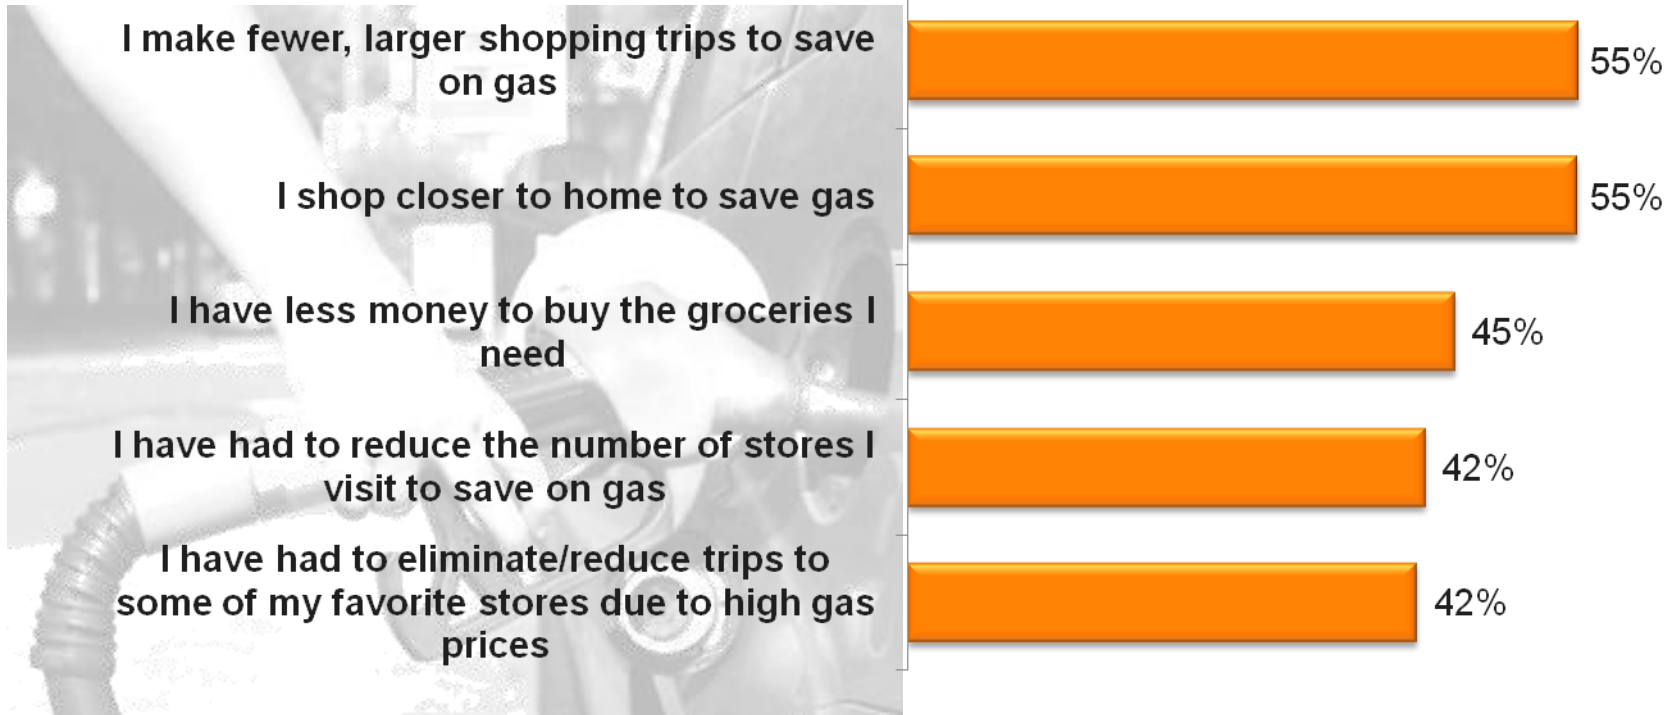 I make fewer, larger shopping trips to save
on gas
55%
I shop closer to home to save gas
55%
I have less money to buy the groceries I
need
45%
I have had to reduce the number of stores I
visit to save on gas
42%
I have had to eliminate/reduce trips to
some of my favorite stores due to high gas
prices
42%